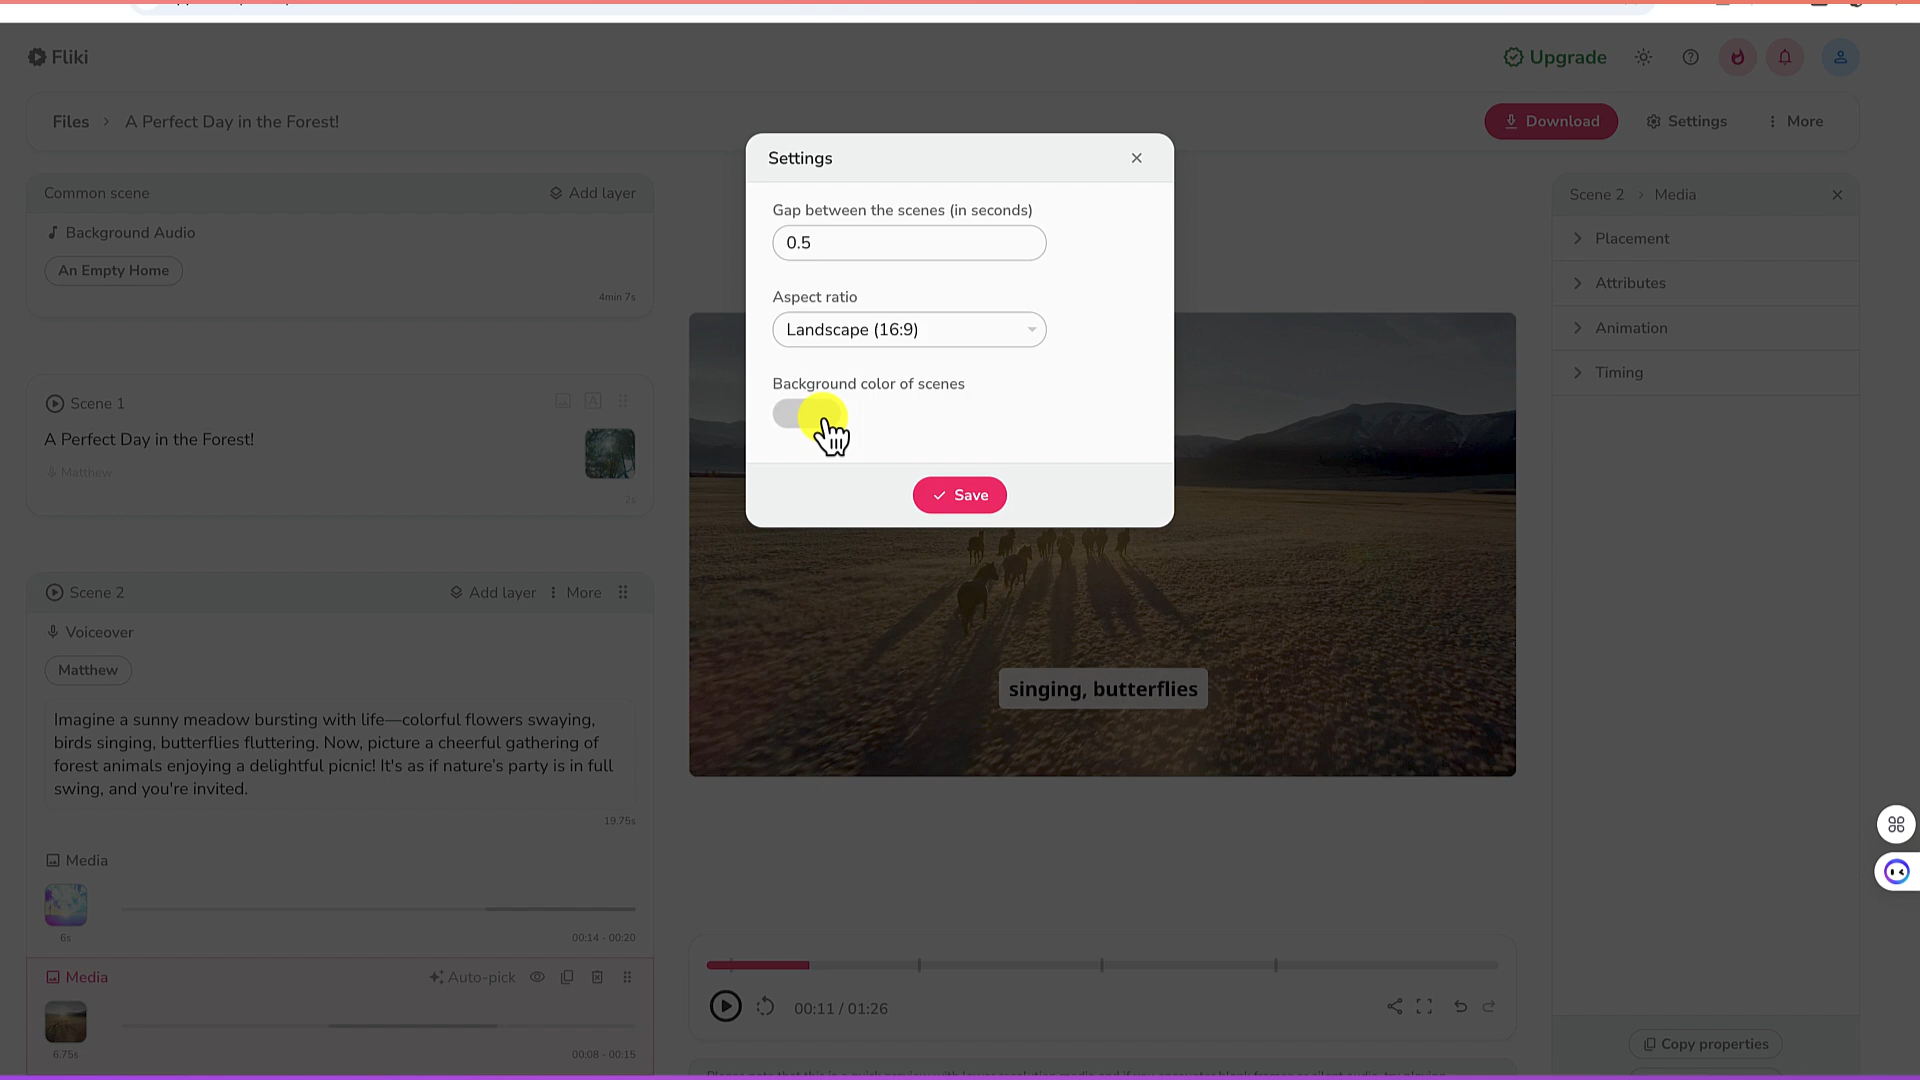 Fliki
Upgrade
Files > A Perfect Day in the Forest!
Download
Settings
More
Common scene
Add layer
Background Audio
An Empty Home
4min 7s
Scene 1
A Perfect Day in the Forest!
Matthew
2s
Scene 2
Add layer
More
Voiceover
Matthew
Imagine a sunny meadow bursting with life—colorful flowers swaying,
birds singing, butterflies fluttering. Now, picture a cheerful gathering of
forest animals enjoying a delightful picnic! It's as if nature's party is in full
swing, and you're invited.
19.75s
Media
6s
00:14 - 00:20
Media
Auto-pick
6.75s
00:08 - 00:15
Settings
Gap between the scenes (in seconds)
0.5
Aspect ratio
Landscape (16:9)
Background color of scenes
Save
singing, butterflies
00:11 / 01:26
Scene 2 > Media
Placement
Attributes
Animation
Timing
Copy properties